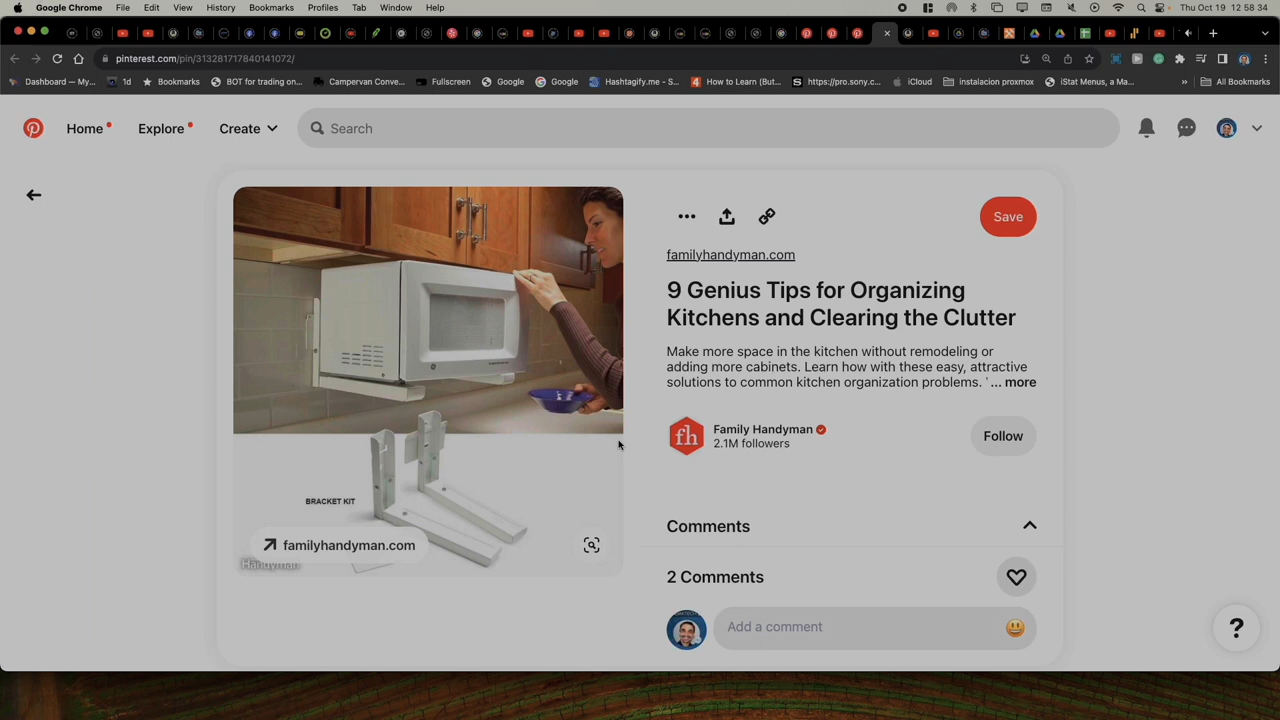 Google Chrome File Edit View History Bookmarks Profiles Tab Window Help Thu Oct 19 12 58 34
pinterest.com/pin/313281717840141072/
Dashboard — My... 1d Bookmarks BOT for trading on... Campervan Conve... Fullscreen Google Google Hashtagify.me - S... How to Learn (But... https://pro.sony.c... iCloud instalacion proxmox iStat Menus, a Ma... » All Bookmarks
Home Explore Create Search
Save
familyhandyman.com
9 Genius Tips for Organizing
Kitchens and Clearing the Clutter
Make more space in the kitchen without remodeling or
adding more cabinets. Learn how with these easy, attractive
solutions to common kitchen organization problems. ' ... more
fh
Family Handyman
2.1M followers
Follow
BRACKET KIT
familyhandyman.com
Handyman
Comments
2 Comments
Add a comment
?